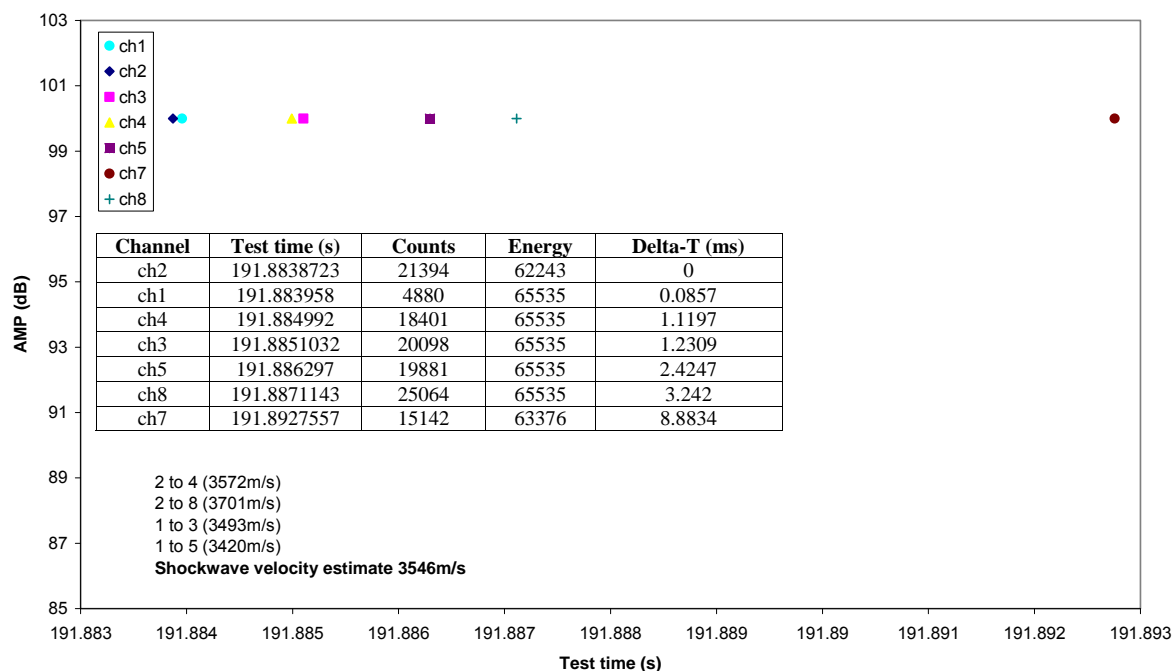 103
101
99
97
95
93
91
89
87
85
AMP (dB)
ch1
ch2
ch3
ch4
ch5
ch7
ch8
Channel Test time (s) Counts Energy Delta-T (ms)
ch2 191.8838723 21394 62243 0
ch1 191.883958 4880 65535 0.0857
ch4 191.884992 18401 65535 1.1197
ch3 191.8851032 20098 65535 1.2309
ch5 191.886297 19881 65535 2.4247
ch8 191.8871143 25064 65535 3.242
ch7 191.8927557 15142 63376 8.8834
2 to 4 (3572m/s)
2 to 8 (3701m/s)
1 to 3 (3493m/s)
1 to 5 (3420m/s)
Shockwave velocity estimate 3546m/s
191.883 191.884 191.885 191.886 191.887 191.888 191.889 191.89 191.891 191.892 191.893
Test time (s)